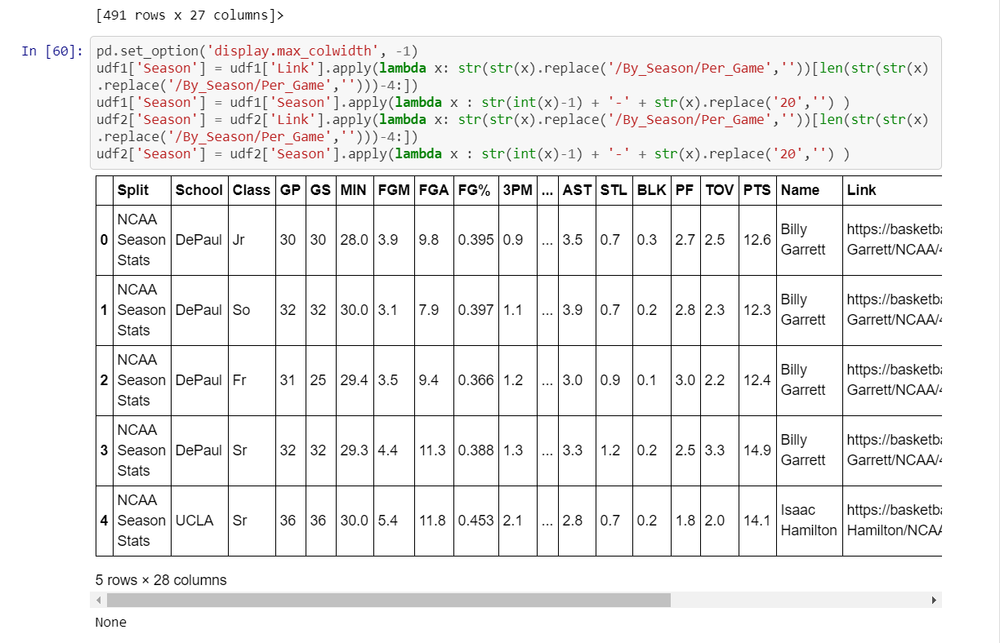 [491 rows x 27 columns]>
In [60]:
pd.set_option('display.max_colwidth', -1)
udf1['Season'] = udf1['Link'].apply(lambda x: str(str(x).replace('/By_Season/Per_Game',''))[len(str(str(x)
.replace('/By_Season/Per_Game','')))-4:])
udf1['Season'] = udf1['Season'].apply(lambda x : str(int(x)-1) + '-' + str(x).replace('20','') )
udf2['Season'] = udf2['Link'].apply(lambda x: str(str(x).replace('/By_Season/Per_Game',''))[len(str(str(x)
.replace('/By_Season/Per_Game','')))-4:])
udf2['Season'] = udf2['Season'].apply(lambda x : str(int(x)-1) + '-' + str(x).replace('20','') )
Split School Class GP GS MIN FGM FGA FG% 3PM ... AST STL BLK PF TOV PTS Name Link
NCAA
Billy https://basketba
0 Season DePaul Jr 30 30 28.0 3.9 9.8 0.395 0.9 ... 3.5 0.7 0.3 2.7 2.5 12.6
Garrett Garrett/NCAA/4
Stats
NCAA
Billy https://basketba
1 Season DePaul So 32 32 30.0 3.1 7.9 0.397 1.1 ... 3.9 0.7 0.2 2.8 2.3 12.3
Garrett Garrett/NCAA/4
Stats
NCAA
Billy https://basketba
2 Season DePaul Fr 31 25 29.4 3.5 9.4 0.366 1.2 ... 3.0 0.9 0.1 3.0 2.2 12.4
Garrett Garrett/NCAA/4
Stats
NCAA
Billy https://basketba
3 Season DePaul Sr 32 32 29.3 4.4 11.3 0.388 1.3 ... 3.3 1.2 0.2 2.5 3.3 14.9
Garrett Garrett/NCAA/4
Stats
NCAA
Isaac https://basketba
4 Season UCLA Sr 36 36 30.0 5.4 11.8 0.453 2.1 ... 2.8 0.7 0.2 1.8 2.0 14.1
Hamilton Hamilton/NCAA
Stats
5 rows × 28 columns
None